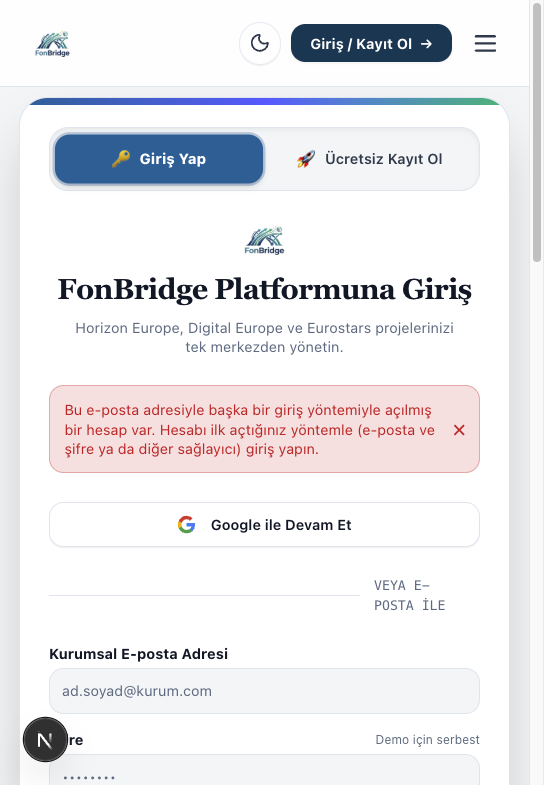 FonBridge
Giriş / Kayıt Ol →
Giriş Yap
Ücretsiz Kayıt Ol
FonBridge
FonBridge Platformuna Giriş
Horizon Europe, Digital Europe ve Eurostars projelerinizi
tek merkezden yönetin.
Bu e-posta adresiyle başka bir giriş yöntemiyle açılmış
bir hesap var. Hesabı ilk açtığınız yöntemle (e-posta ve
şifre ya da diğer sağlayıcı) giriş yapın.
Google ile Devam Et
VEYA E-
POSTA İLE
Kurumsal E-posta Adresi
ad.soyad@kurum.com
N
re
Demo için serbest